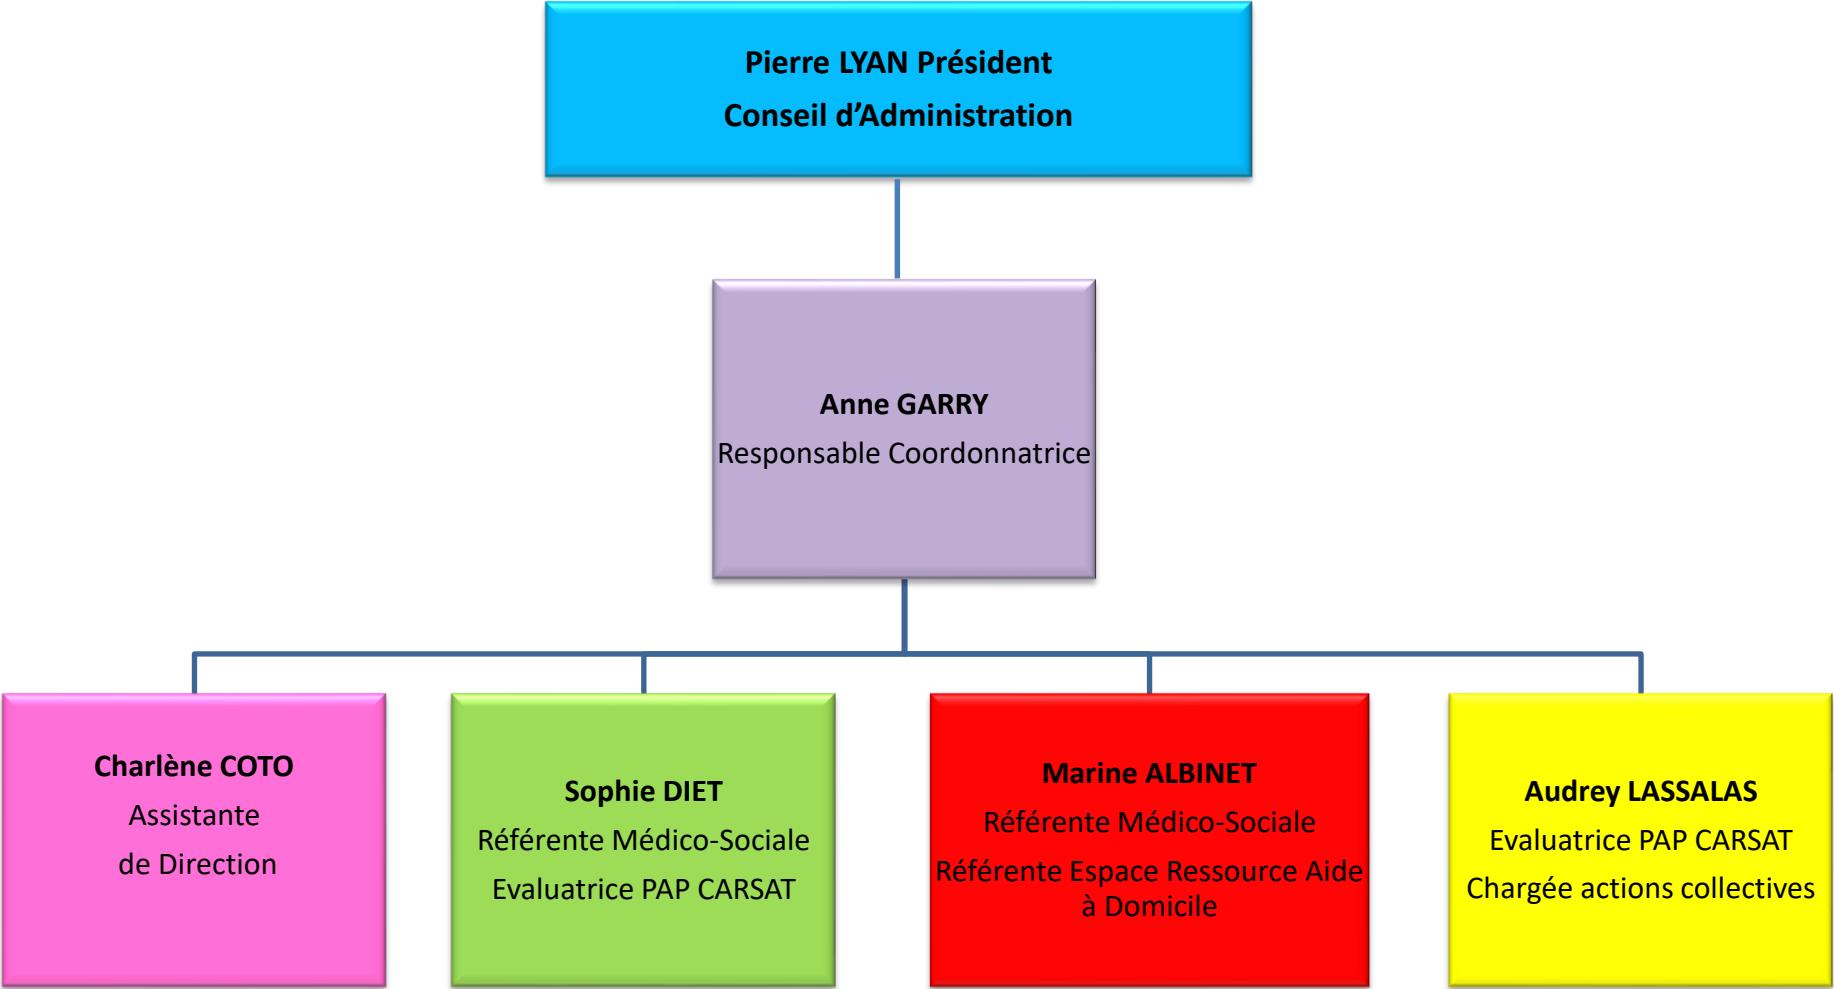 Pierre LYAN Président
Conseil d’Administration
Anne GARRY
Responsable Coordonnatrice
Charlène COTO
Assistante
de Direction
Sophie DIET
Référente Médico-Sociale
Evaluatrice PAP CARSAT
Marine ALBINET
Référente Médico-Sociale
Référente Espace Ressource Aide
à Domicile
Audrey LASSALAS
Evaluatrice PAP CARSAT
Chargée actions collectives